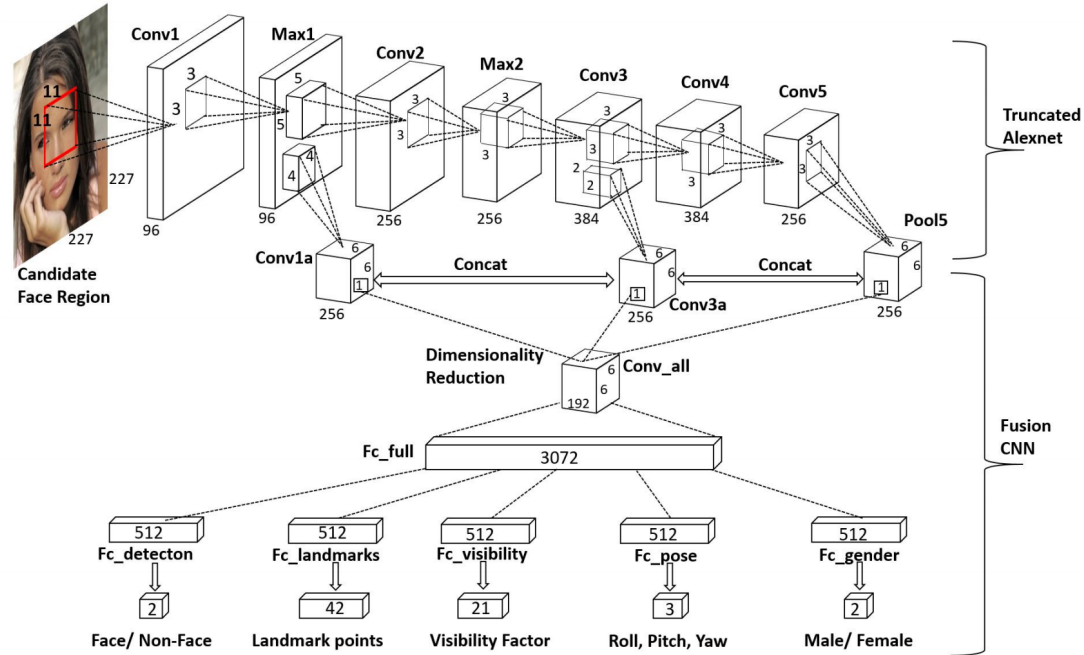 Conv1
Max1
Conv2
Max2
Conv3
Conv4
Conv5
Truncated
Alexnet
11
11
227
227
3
3
96
5
5
4
4
96
3
3
256
3
3
256
3
3
2
2
384
3
3
384
3
3
256
Candidate
Face Region
Conv1a
6
6
1
256
Concat
6
6
1
Conv3a
256
Concat
Pool5
6
6
1
256
Dimensionality
Reduction
Conv_all
6
6
192
Fusion
CNN
Fc_full
3072
512
512
512
512
512
Fc_detecton
Fc_landmarks
Fc_visibility
Fc_pose
Fc_gender
2
42
21
3
2
Face/ Non-Face
Landmark points
Visibility Factor
Roll, Pitch, Yaw
Male/ Female